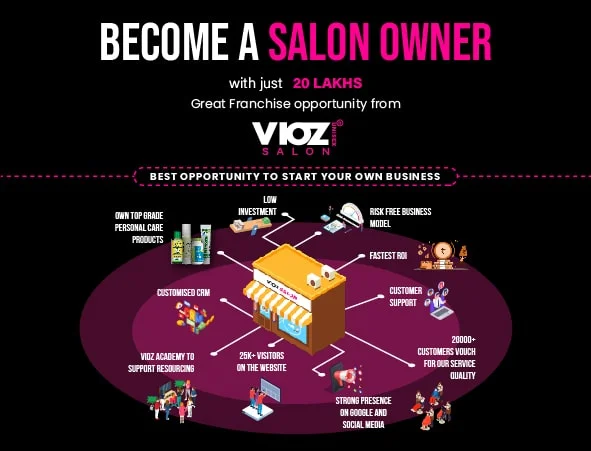 BECOME A SALON OWNER
with just 20 LAKHS
Great Franchise opportunity from
VIOZ
UNISEX
SALON
BEST OPPORTUNITY TO START YOUR OWN BUSINESS
LOW
INVESTMENT
OWN TOP GRADE
PERSONAL CARE
PRODUCTS
RISK FREE BUSINESS
MODEL
FASTEST ROI
CUSTOMISED CRM
VIOZ SALON
CUSTOMER
SUPPORT
VIOZ ACADEMY TO
SUPPORT RESOURCING
25K+ VISITORS
ON THE WEBSITE
20000+
CUSTOMERS VOUCH
FOR OUR SERVICE
QUALITY
STRONG PRESENCE
ON GOOGLE AND
SOCIAL MEDIA